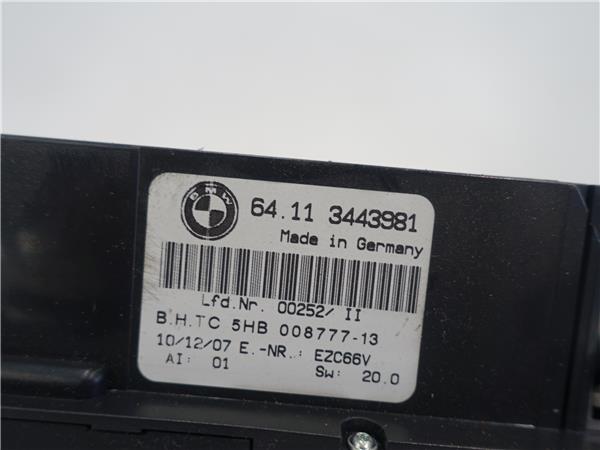 BMW
64.11 3443981
Made in Germany
Lfd.Nr. 00252/ II
B.H.TC 5HB 008777-13
10/12/07 E.-NR.: EZC66V
AI: 01 Sw: 20.0